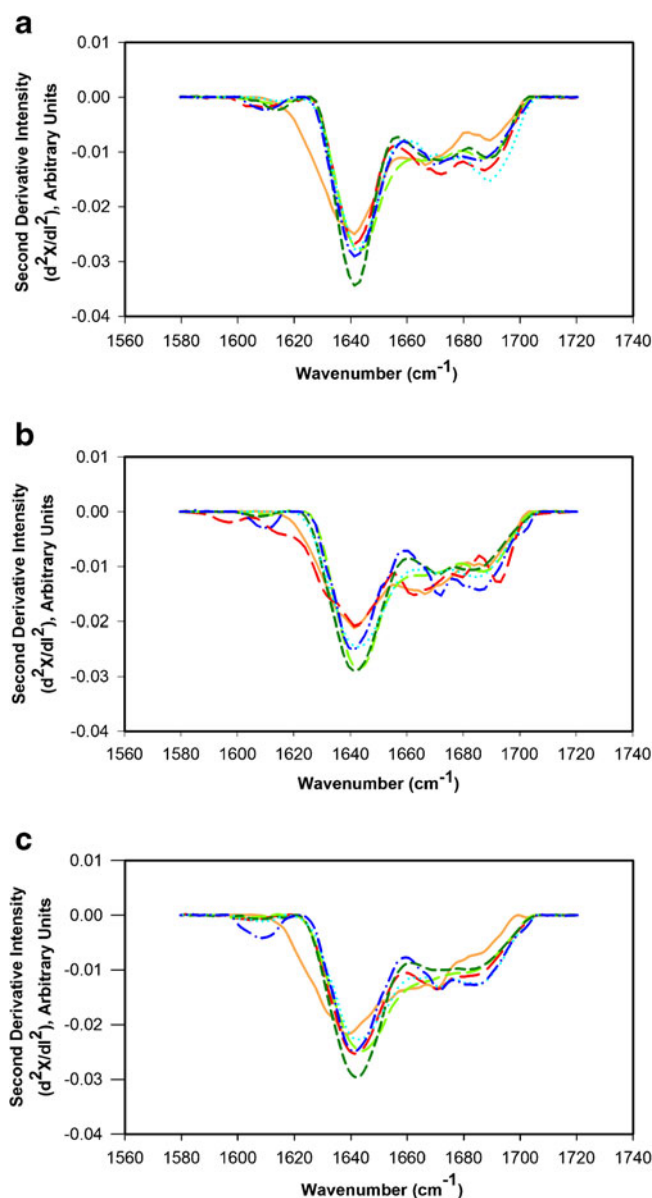 a
Second Derivative Intensity
(d²X/dl²), Arbitrary Units
0.01
0.00
-0.01
-0.02
-0.03
-0.04
1560 1580 1600 1620 1640 1660 1680 1700 1720 1740
Wavenumber (cm⁻¹)
b
Second Derivative Intensity
(d²X/dl²), Arbitrary Units
0.01
0.00
-0.01
-0.02
-0.03
-0.04
1560 1580 1600 1620 1640 1660 1680 1700 1720 1740
Wavenumber (cm⁻¹)
c
Second Derivative Intensity
(d²X/dl²), Arbitrary Units
0.01
0.00
-0.01
-0.02
-0.03
-0.04
1560 1580 1600 1620 1640 1660 1680 1700 1720 1740
Wavenumber (cm⁻¹)